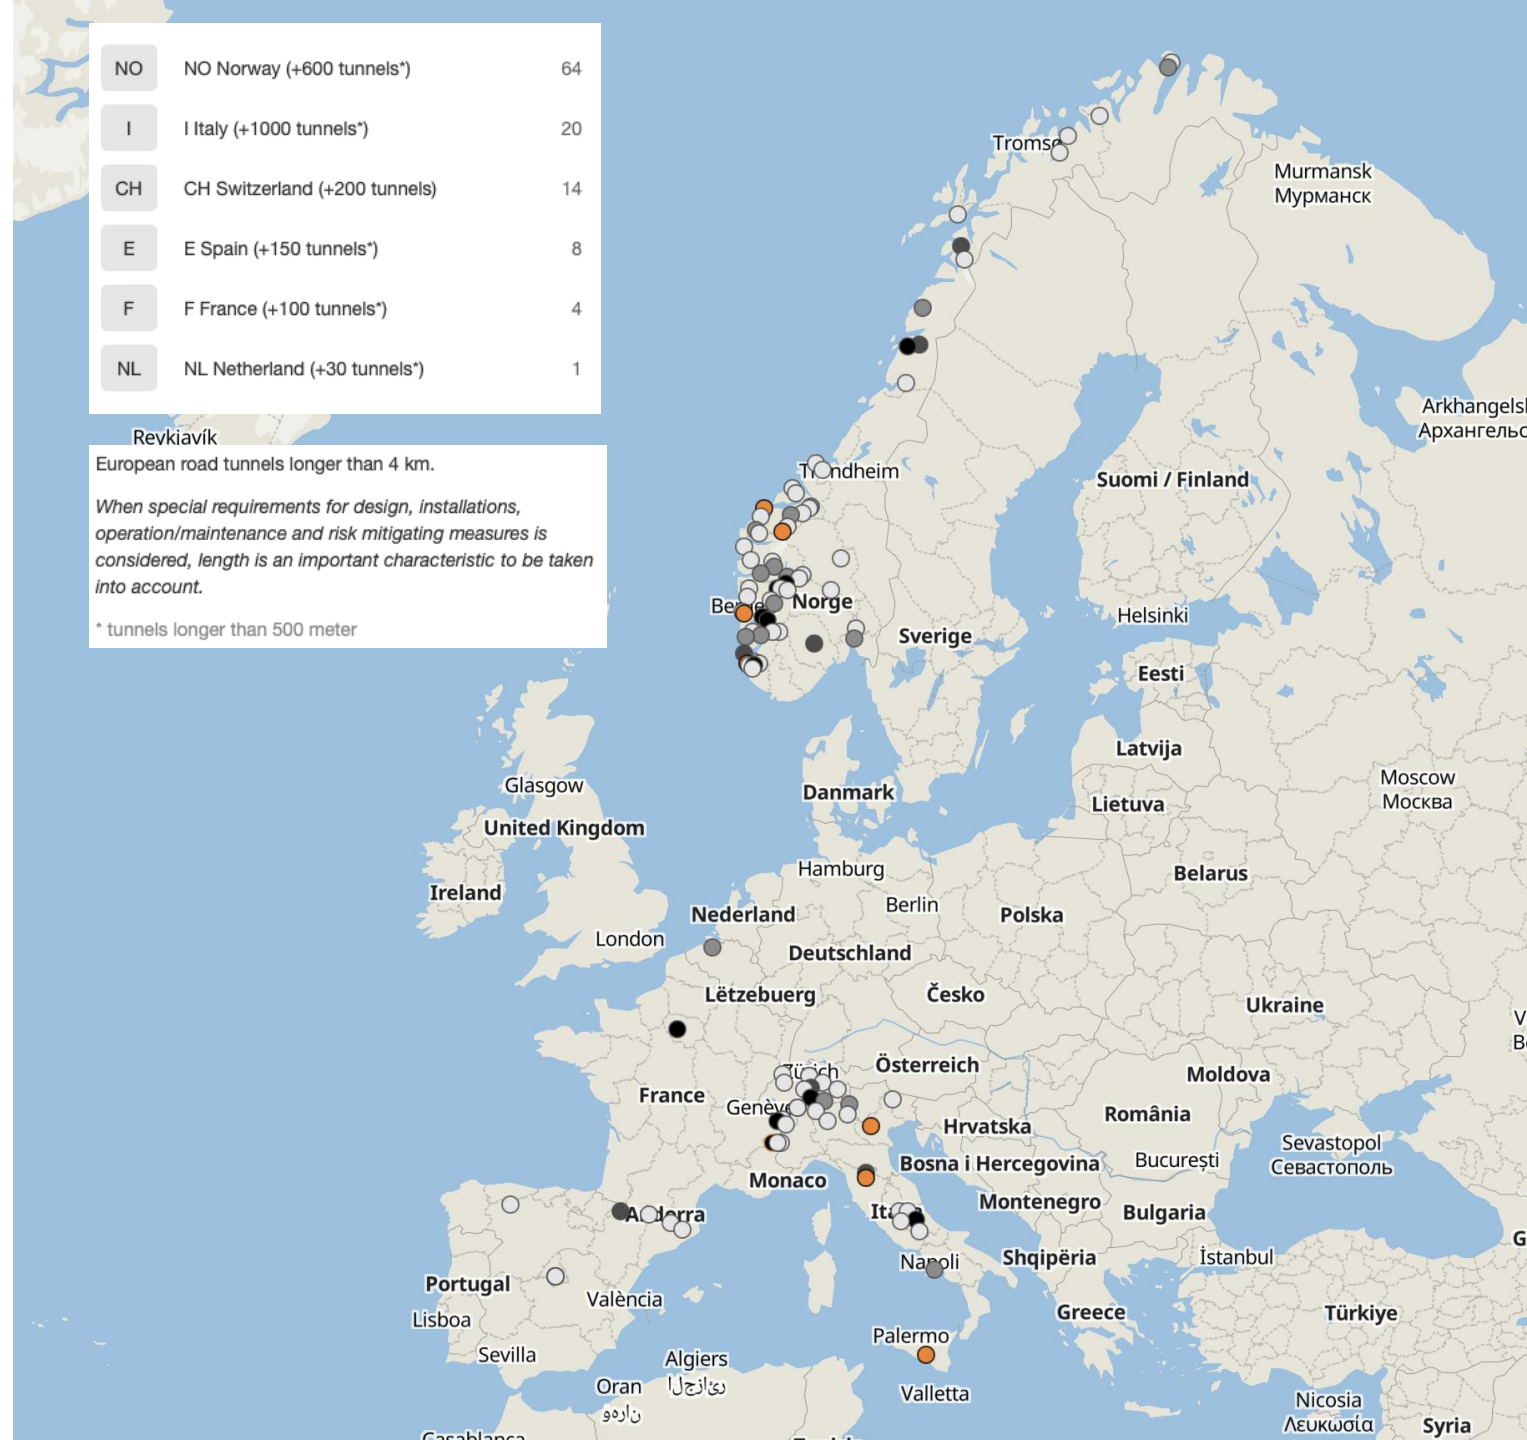 NO NO Norway (+600 tunnels*) 64
I I Italy (+1000 tunnels*) 20
CH CH Switzerland (+200 tunnels) 14
E E Spain (+150 tunnels*) 8
F F France (+100 tunnels*) 4
NL NL Netherland (+30 tunnels*) 1
Reykjavík
European road tunnels longer than 4 km.
When special requirements for design, installations,
operation/maintenance and risk mitigating measures is
considered, length is an important characteristic to be taken
into account.
* tunnels longer than 500 meter
Murmansk
Мурманск
Suomi / Finland
Norge
Helsinki
Sverige
Eesti
Latvija
Moscow
Москва
Glasgow
Danmark
Lietuva
United Kingdom
Hamburg
Belarus
Ireland
Berlin
Nederland
Polska
London
Deutschland
Lëtzebuerg
Česko
Ukraine
Österreich
Moldova
France
România
Hrvatska
Sevastopol
Севастополь
Bosna i Hercegovina
București
Monaco
Montenegro
Bulgaria
Shqipëria
İstanbul
Portugal
València
Lisboa
Greece
Türkiye
Palermo
Sevilla
Algiers
الجزائر
Oran
وهران
Valletta
Nicosia
Λευκωσία
Syria